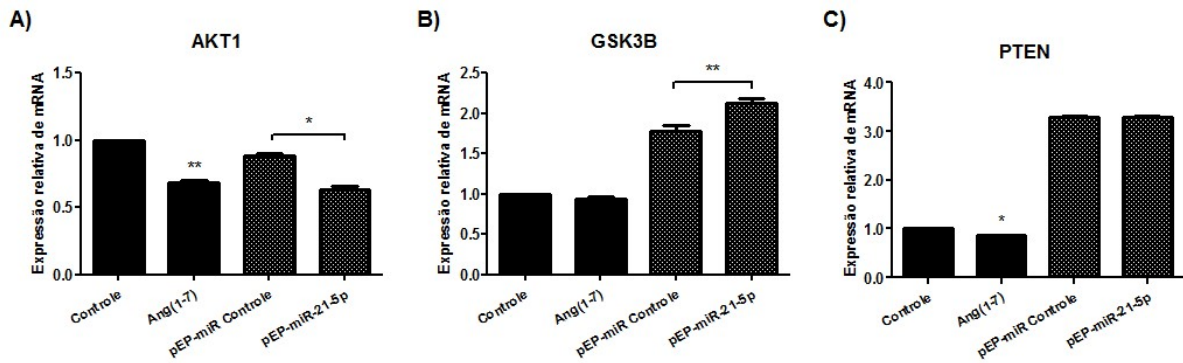 A)
AKT1
Expressão relativa de mRNA
1.5
1.0
0.5
0.0
**
*
Controle
Ang(1-7)
pEP-miR Controle
pEP-miR-21-5p
B)
GSK3B
Expressão relativa de mRNA
2.5
2.0
1.5
1.0
0.5
0.0
**
Controle
Ang(1-7)
pEP-miR Controle
pEP-miR-21-5p
C)
PTEN
Expressão relativa de mRNA
4.0
3.0
2.0
1.0
0.0
*
Controle
Ang(1-7)
pEP-miR Controle
pEP-miR-21-5p